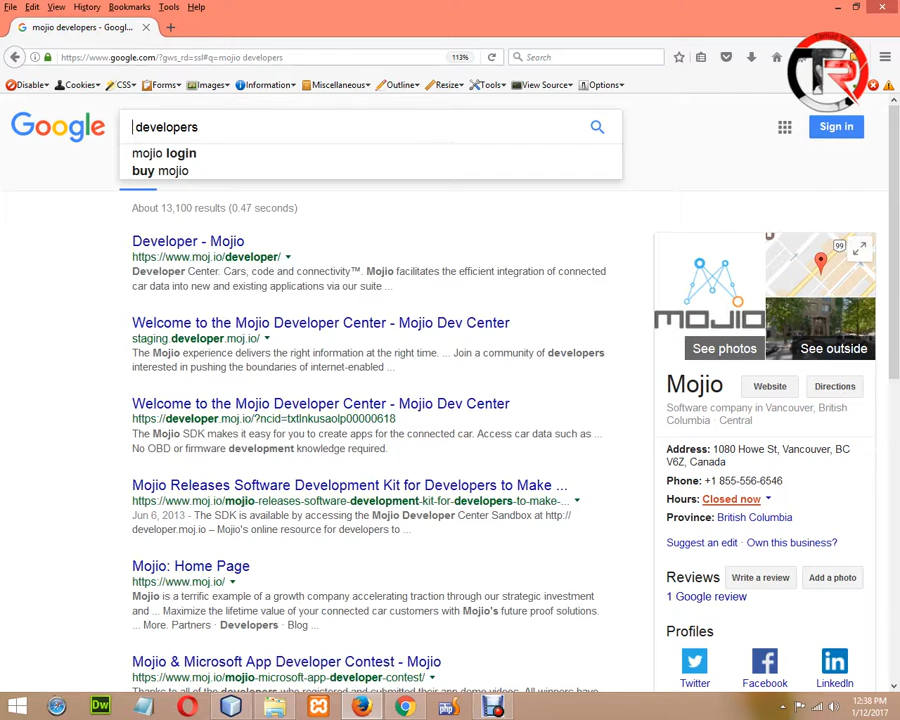 File Edit View History Bookmarks Tools Help
mojio developers - Googl...
https://www.google.com/?gws_rd=ssl#q=mojio developers
113%
Search
Disable Cookies CSS Forms Images Information Miscellaneous Outline Resize Tools View Source Options
Google
developers
Sign in
mojio login
buy mojio
About 13,100 results (0.47 seconds)
Developer - Mojio
https://www.moj.io/developer/
Developer Center. Cars, code and connectivity™. Mojio facilitates the efficient integration of connected
car data into new and existing applications via our suite ...
Welcome to the Mojio Developer Center - Mojio Dev Center
staging.developer.moj.io/
The Mojio experience delivers the right information at the right time. ... Join a community of developers
interested in pushing the boundaries of internet-enabled ...
Welcome to the Mojio Developer Center - Mojio Dev Center
https://developer.moj.io/?ncid=txtlnkusaolp00000618
The Mojio SDK makes it easy for you to create apps for the connected car. Access car data such as ...
No OBD or firmware development knowledge required.
Mojio Releases Software Development Kit for Developers to Make ...
https://www.moj.io/mojio-releases-software-development-kit-for-developers-to-make-...
Jun 6, 2013 - The SDK is available by accessing the Mojio Developer Center Sandbox at http://
developer.moj.io – Mojio's online resource for developers to ...
Mojio: Home Page
https://www.moj.io/
Mojio is a terrific example of a growth company accelerating traction through our strategic investment
and ... Maximize the lifetime value of your connected car customers with Mojio's future proof solutions.
... More. Partners · Developers · Blog ...
Mojio & Microsoft App Developer Contest - Mojio
https://www.moj.io/mojio-microsoft-app-developer-contest/
Thanks to all of the developers who registered and submitted their app demo videos. All winners have
99
MOJIO
See photos
See outside
Mojio
Website
Directions
Software company in Vancouver, British
Columbia · Central
Address: 1080 Howe St, Vancouver, BC
V6Z, Canada
Phone: +1 855-556-6546
Hours: Closed now
Province: British Columbia
Suggest an edit · Own this business?
Reviews
Write a review
Add a photo
1 Google review
Profiles
Twitter
Facebook
LinkedIn
Dw
12:38 PM
1/12/2017